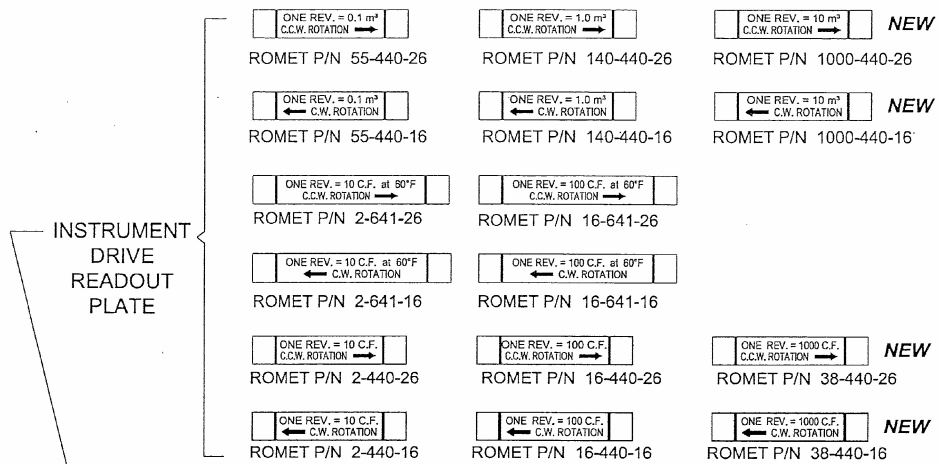 ONE REV. = 0.1 m³
C.C.W. ROTATION →
ROMET P/N 55-440-26
ONE REV. = 1.0 m³
C.C.W. ROTATION →
ROMET P/N 140-440-26
ONE REV. = 10 m³
C.C.W. ROTATION →
NEW
ROMET P/N 1000-440-26
ONE REV. = 0.1 m³
← C.W. ROTATION
ROMET P/N 55-440-16
ONE REV. = 1.0 m³
← C.W. ROTATION
ROMET P/N 140-440-16
ONE REV. = 10 m³
← C.W. ROTATION
NEW
ROMET P/N 1000-440-16
ONE REV. = 10 C.F. at 60°F
C.C.W. ROTATION →
ROMET P/N 2-641-26
ONE REV. = 100 C.F. at 60°F
C.C.W. ROTATION →
ROMET P/N 16-641-26
INSTRUMENT
DRIVE
READOUT
PLATE
ONE REV. = 10 C.F. at 60°F
← C.W. ROTATION
ROMET P/N 2-641-16
ONE REV. = 100 C.F. at 60°F
← C.W. ROTATION
ROMET P/N 16-641-16
ONE REV. = 10 C.F.
C.C.W. ROTATION →
ROMET P/N 2-440-26
ONE REV. = 100 C.F.
C.C.W. ROTATION →
ROMET P/N 16-440-26
ONE REV. = 1000 C.F.
C.C.W. ROTATION →
NEW
ROMET P/N 38-440-26
ONE REV. = 10 C.F.
← C.W. ROTATION
ROMET P/N 2-440-16
ONE REV. = 100 C.F.
← C.W. ROTATION
ROMET P/N 16-440-16
ONE REV. = 1000 C.F.
← C.W. ROTATION
NEW
ROMET P/N 38-440-16